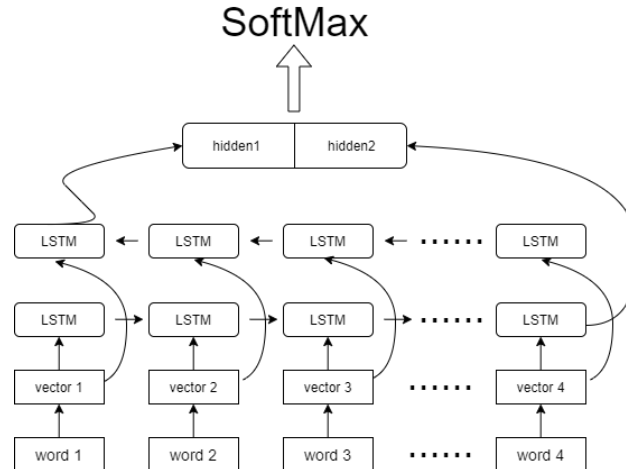 SoftMax
hidden1 hidden2
LSTM LSTM LSTM ...... LSTM
LSTM LSTM LSTM ...... LSTM
vector 1 vector 2 vector 3 ...... vector 4
word 1 word 2 word 3 ...... word 4